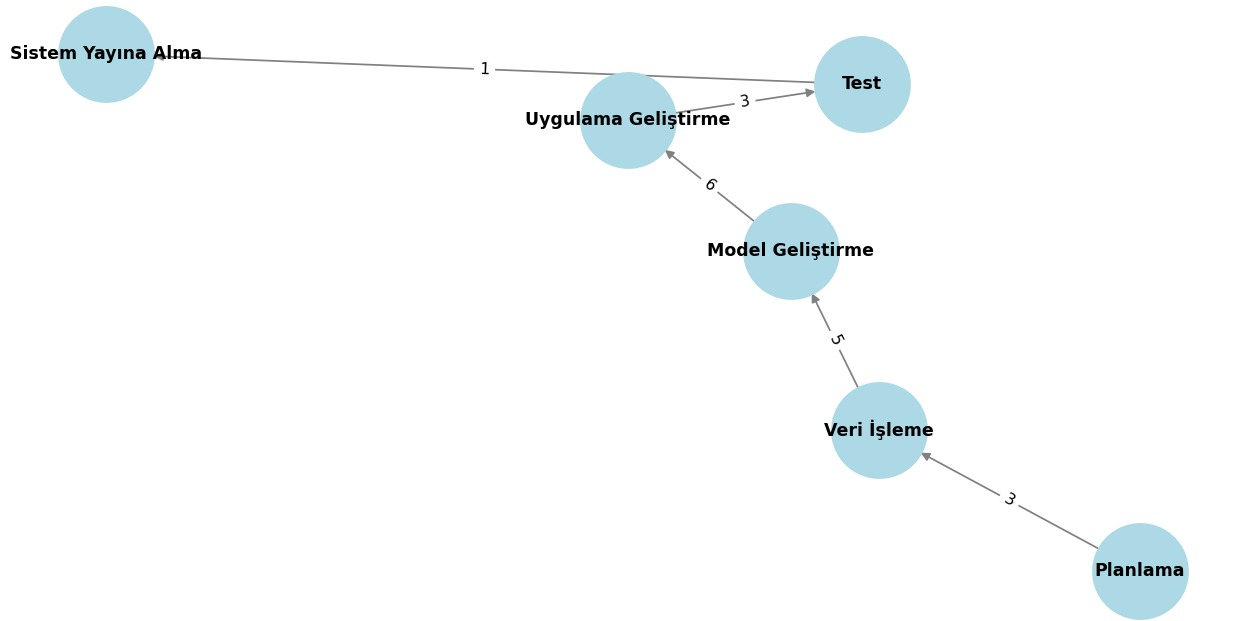 Sistem Yayına Alma
1
Test
3
Uygulama Geliştirme
6
Model Geliştirme
5
Veri İşleme
3
Planlama